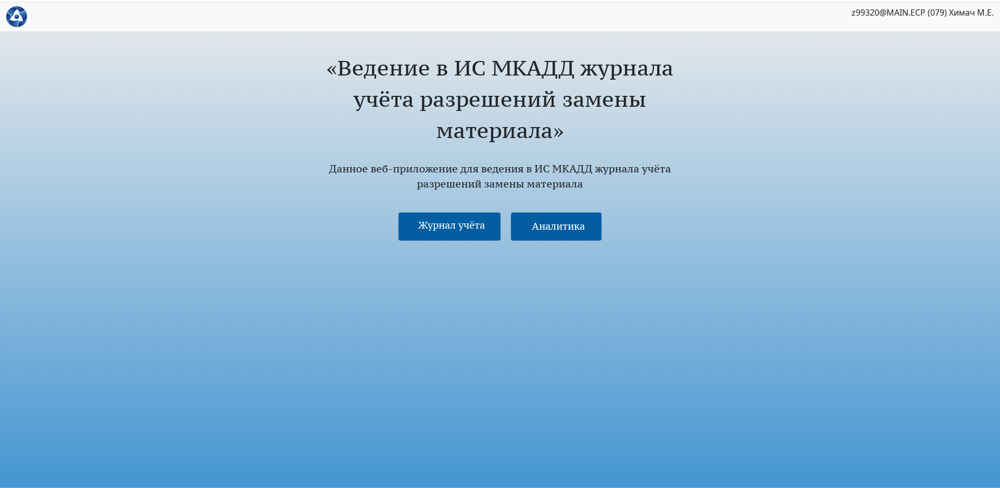 z99320@MAIN.ECP (079) Химач М.Е.
«Ведение в ИС МКАДД журнала
учёта разрешений замены
материала»
Данное веб-приложение для ведения в ИС МКАДД журнала учёта
разрешений замены материала
Журнал учёта
Аналитика